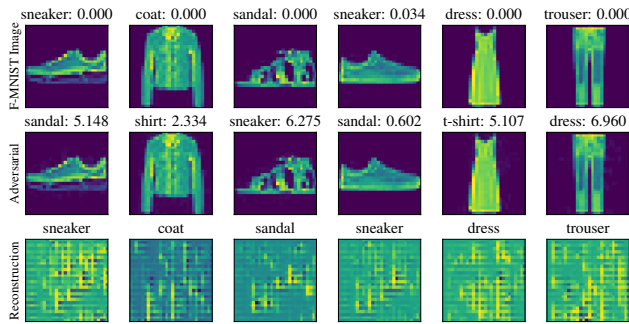 sneaker: 0.000 coat: 0.000 sandal: 0.000 sneaker: 0.034 dress: 0.000 trouser: 0.000
F-MNIST Image
sandal: 5.148 shirt: 2.334 sneaker: 6.275 sandal: 0.602 t-shirt: 5.107 dress: 6.960
Adversarial
sneaker coat sandal sneaker dress trouser
Reconstruction